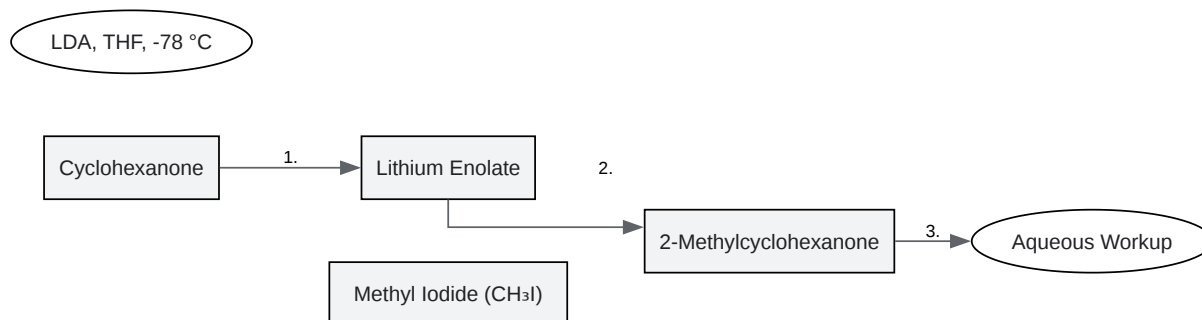 LDA, THF, -78 °C
Cyclohexanone
1.
Lithium Enolate
2.
2-Methylcyclohexanone
3.
Aqueous Workup
Methyl Iodide (CH₃I)